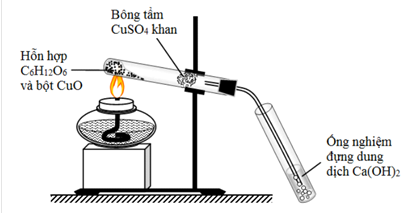 Bông tẩm
CuSO4 khan
Hỗn hợp
C6H12O6
và bột CuO
Ống nghiệm
đựng dung
dịch Ca(OH)2